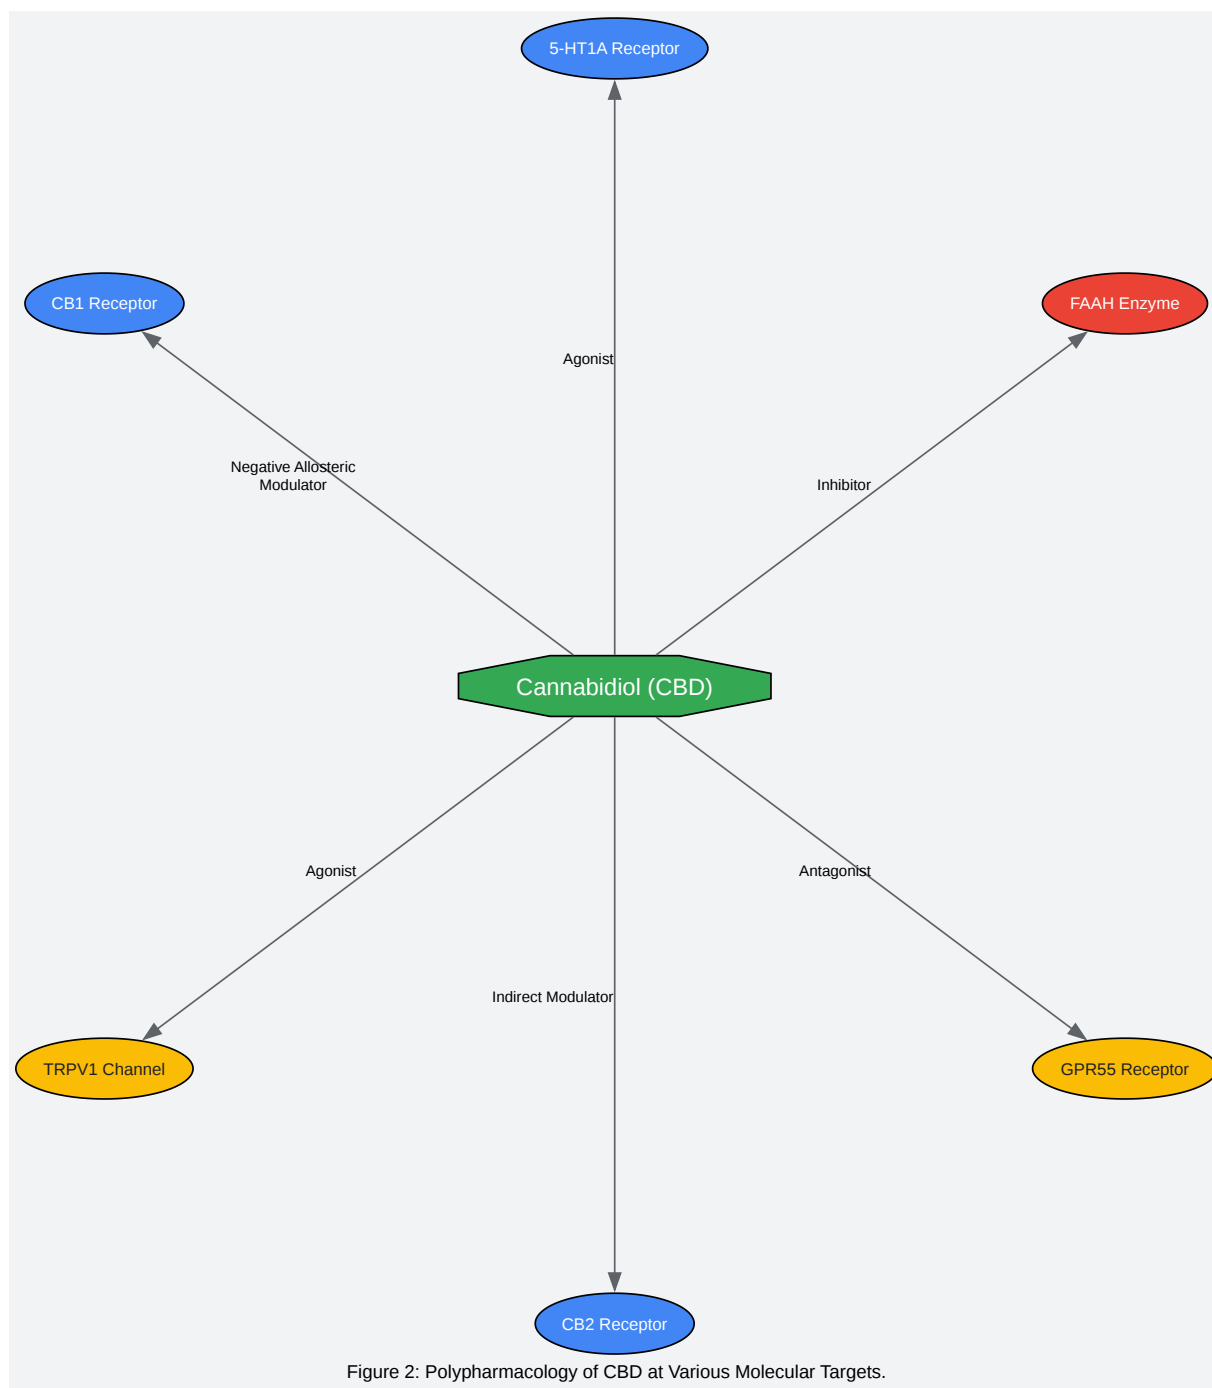 5-HT1A Receptor
CB1 Receptor
FAAH Enzyme
Agonist
Negative Allosteric
Modulator
Inhibitor
Cannabidiol (CBD)
Agonist
Antagonist
Indirect Modulator
TRPV1 Channel
GPR55 Receptor
CB2 Receptor
Figure 2: Polypharmacology of CBD at Various Molecular Targets.